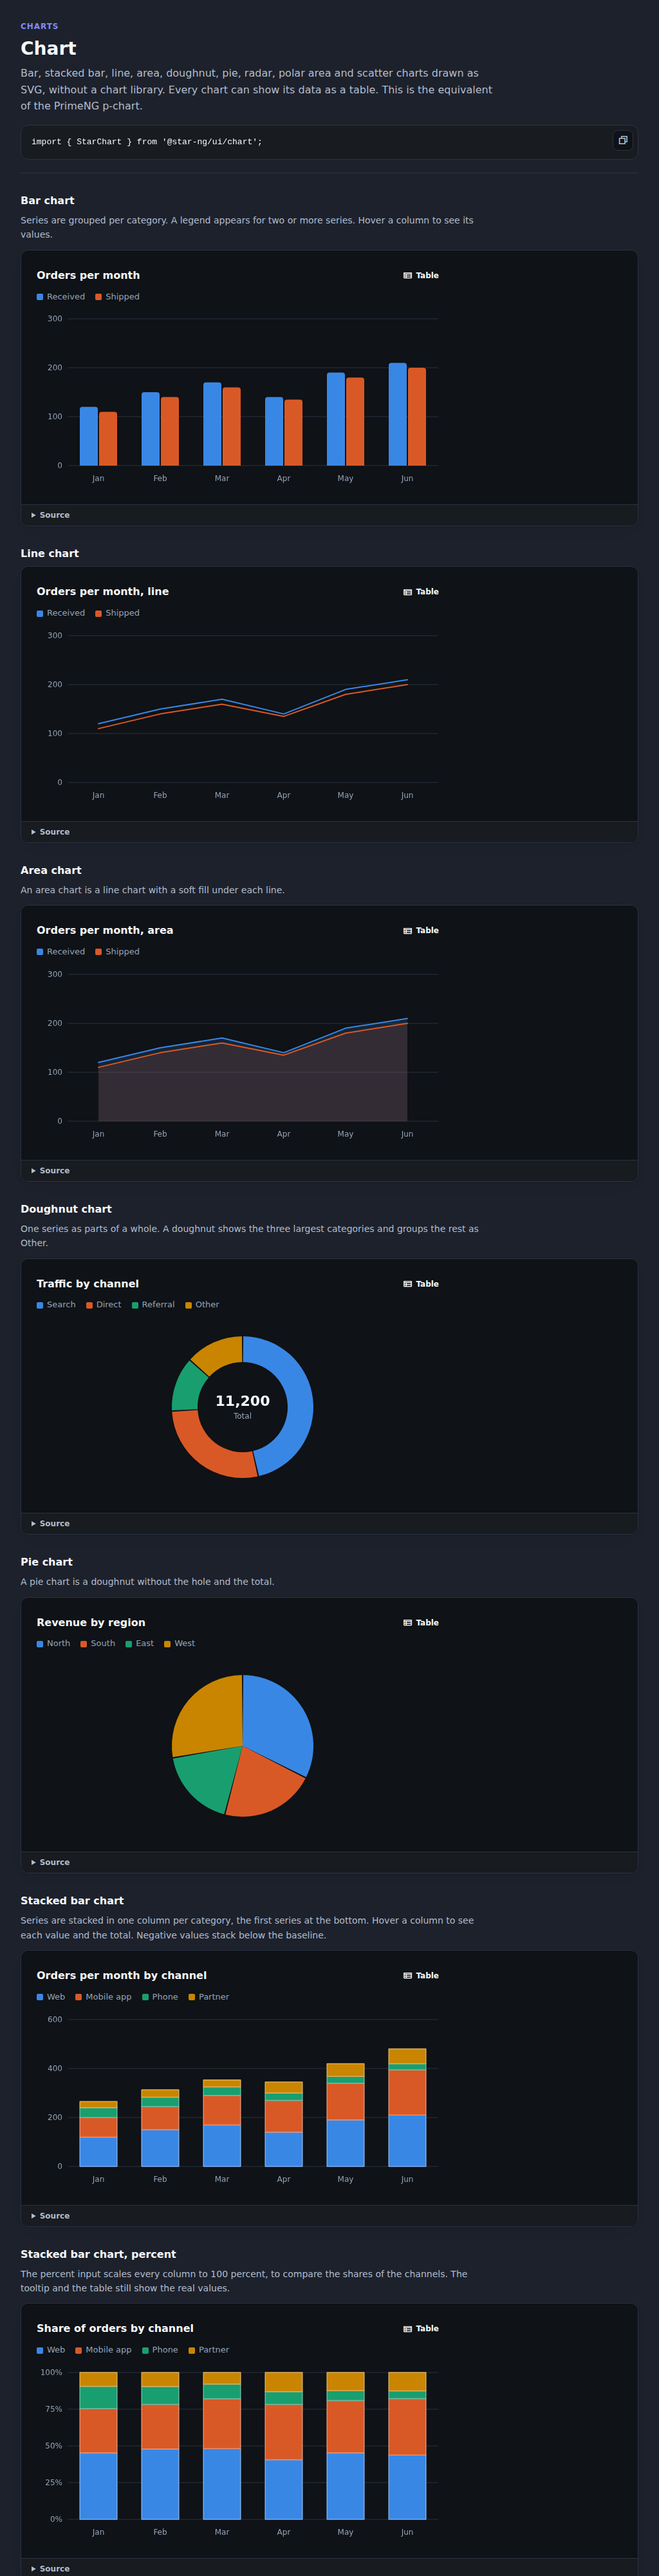 CHARTS
Chart
Bar, stacked bar, line, area, doughnut, pie, radar, polar area and scatter charts drawn as
SVG, without a chart library. Every chart can show its data as a table. This is the equivalent
of the PrimeNG p-chart.
import { StarChart } from '@star-ng/ui/chart';
Bar chart
Series are grouped per category. A legend appears for two or more series. Hover a column to see its
values.
Orders per month
Table
Received Shipped
300
200
100
0
Jan Feb Mar Apr May Jun
Source
Line chart
Orders per month, line
Table
Received Shipped
300
200
100
0
Jan Feb Mar Apr May Jun
Source
Area chart
An area chart is a line chart with a soft fill under each line.
Orders per month, area
Table
Received Shipped
300
200
100
0
Jan Feb Mar Apr May Jun
Source
Doughnut chart
One series as parts of a whole. A doughnut shows the three largest categories and groups the rest as
Other.
Traffic by channel
Table
Search Direct Referral Other
11,200
Total
Source
Pie chart
A pie chart is a doughnut without the hole and the total.
Revenue by region
Table
North South East West
Source
Stacked bar chart
Series are stacked in one column per category, the first series at the bottom. Hover a column to see
each value and the total. Negative values stack below the baseline.
Orders per month by channel
Table
Web Mobile app Phone Partner
600
400
200
0
Jan Feb Mar Apr May Jun
Source
Stacked bar chart, percent
The percent input scales every column to 100 percent, to compare the shares of the channels. The
tooltip and the table still show the real values.
Share of orders by channel
Table
Web Mobile app Phone Partner
100%
75%
50%
25%
0%
Jan Feb Mar Apr May Jun
Source